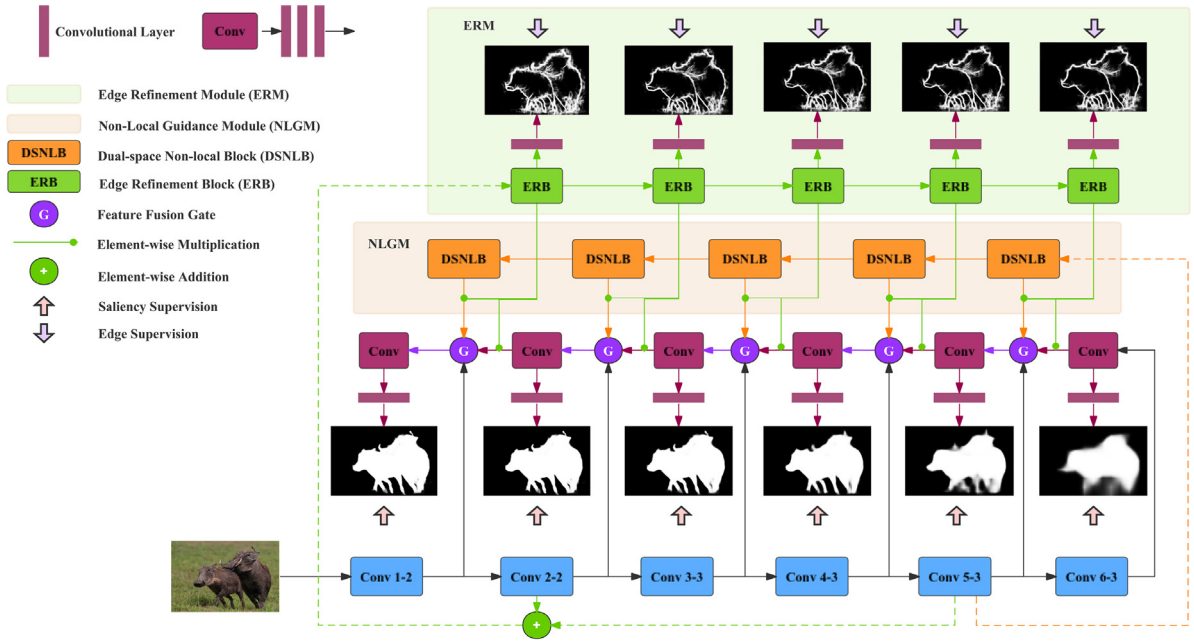 Convolutional Layer
Conv
Edge Refinement Module (ERM)
Non-Local Guidance Module (NLGM)
DSNLB
Dual-space Non-local Block (DSNLB)
ERB
Edge Refinement Block (ERB)
G
Feature Fusion Gate
Element-wise Multiplication
+
Element-wise Addition
Saliency Supervision
Edge Supervision
ERM
ERB ERB ERB ERB ERB
NLGM
DSNLB DSNLB DSNLB DSNLB DSNLB
Conv G Conv G Conv G Conv G Conv G Conv
Conv 1-2 Conv 2-2 Conv 3-3 Conv 4-3 Conv 5-3 Conv 6-3
+